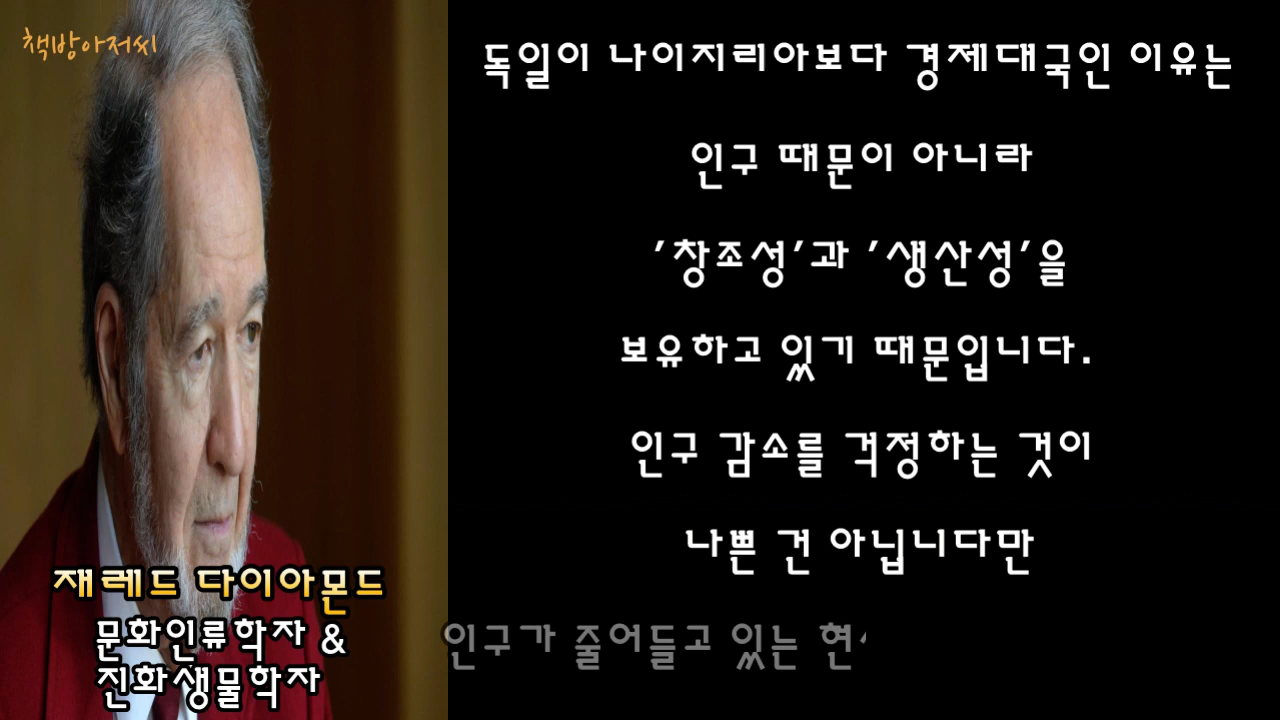 책방아저씨
독일이 나이지리아보다 경제대국인 이유는
인구 때문이 아니라
'창조성'과 '생산성'을
보유하고 있기 때문입니다.
인구 감소를 걱정하는 것이
나쁜 건 아닙니다만
인구가 줄어들고 있는
재레드 다이아몬드
문화인류학자 &
진화생물학자